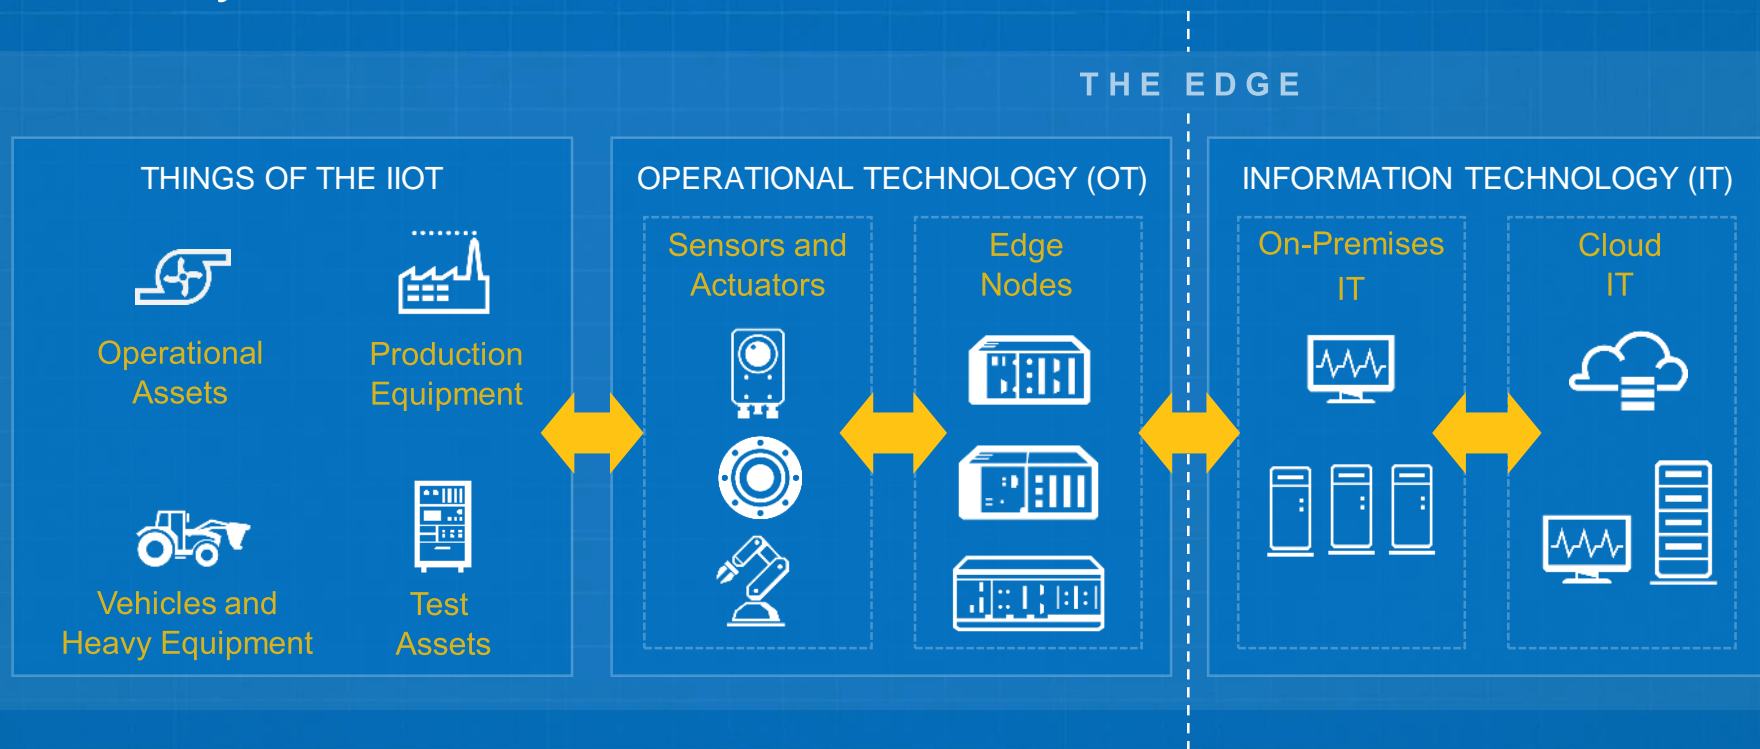 THE EDGE
THINGS OF THE IIOT
Operational
Assets
Production
Equipment
Vehicles and
Heavy Equipment
Test
Assets
OPERATIONAL TECHNOLOGY (OT)
Sensors and
Actuators
Edge
Nodes
INFORMATION TECHNOLOGY (IT)
On-Premises
IT
Cloud
IT